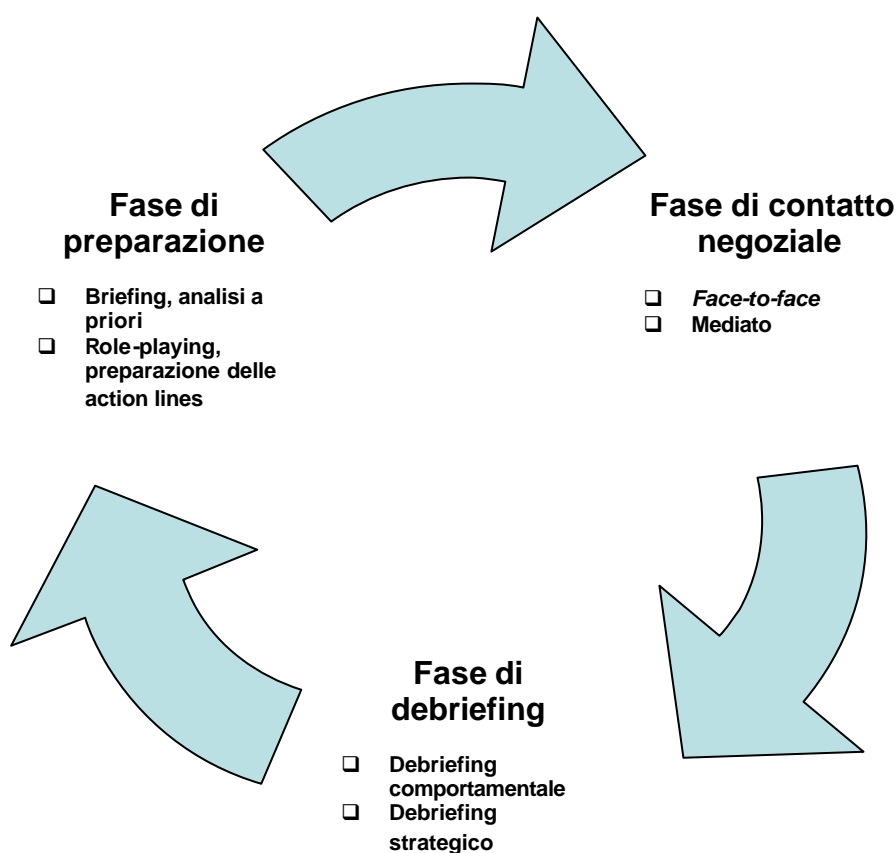 Fase di
preparazione
❑ Briefing, analisi a
priori
❑ Role-playing,
preparazione delle
action lines
Fase di contatto
negoziale
❑ Face-to-face
❑ Mediato
Fase di
debriefing
❑ Debriefing
comportamentale
❑ Debriefing
strategico